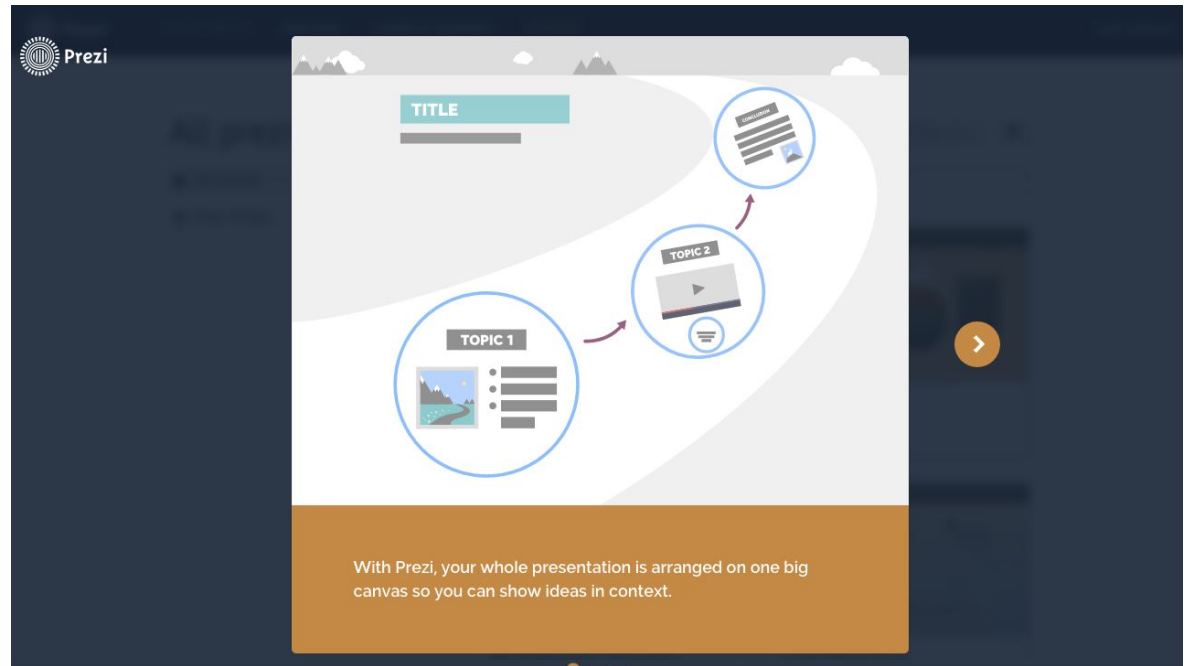 Prezi
TITLE
CONCLUSION
TOPIC 2
TOPIC 1
With Prezi, your whole presentation is arranged on one big
canvas so you can show ideas in context.